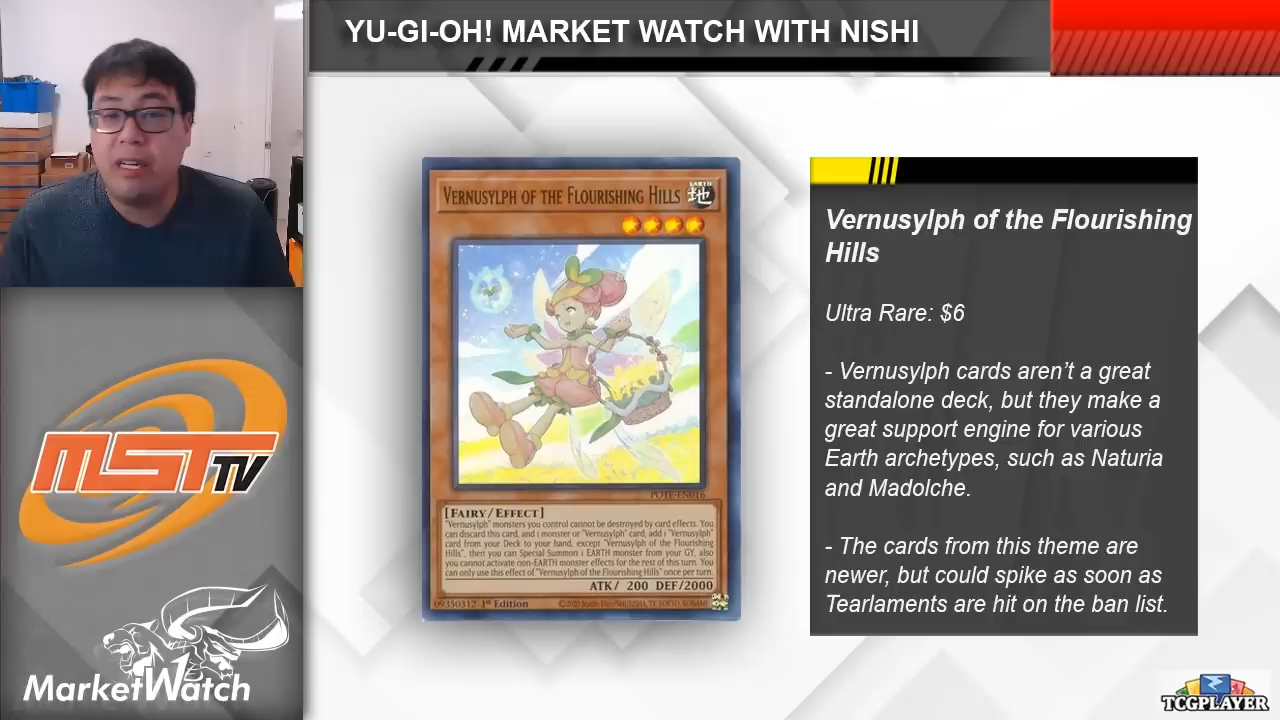 YU-GI-OH! MARKET WATCH WITH NISHI
VERNUSYLPH OF THE FLOURISHING HILLS
EARTH
地
POTE-EN016
[FAIRY/EFFECT]
"Vernusylph" monsters you control cannot be destroyed by card effects. You
can discard this card, and 1 monster or "Vernusylph" card; add 1 "Vernusylph"
card from your Deck to your hand, except "Vernusylph of the Flourishing
Hills", then you can Special Summon 1 EARTH monster from your GY, also
you cannot activate non-EARTH monster effects for the rest of this turn. You
can only use this effect of "Vernusylph of the Flourishing Hills" once per turn.
ATK/ 200 DEF/2000
09350312 1st Edition
Vernusylph of the Flourishing
Hills
Ultra Rare: $6
- Vernusylph cards aren't a great
standalone deck, but they make a
great support engine for various
Earth archetypes, such as Naturia
and Madolche.
- The cards from this theme are
newer, but could spike as soon as
Tearlaments are hit on the ban list.
MST TV
MarketWatch
TCGPLAYER